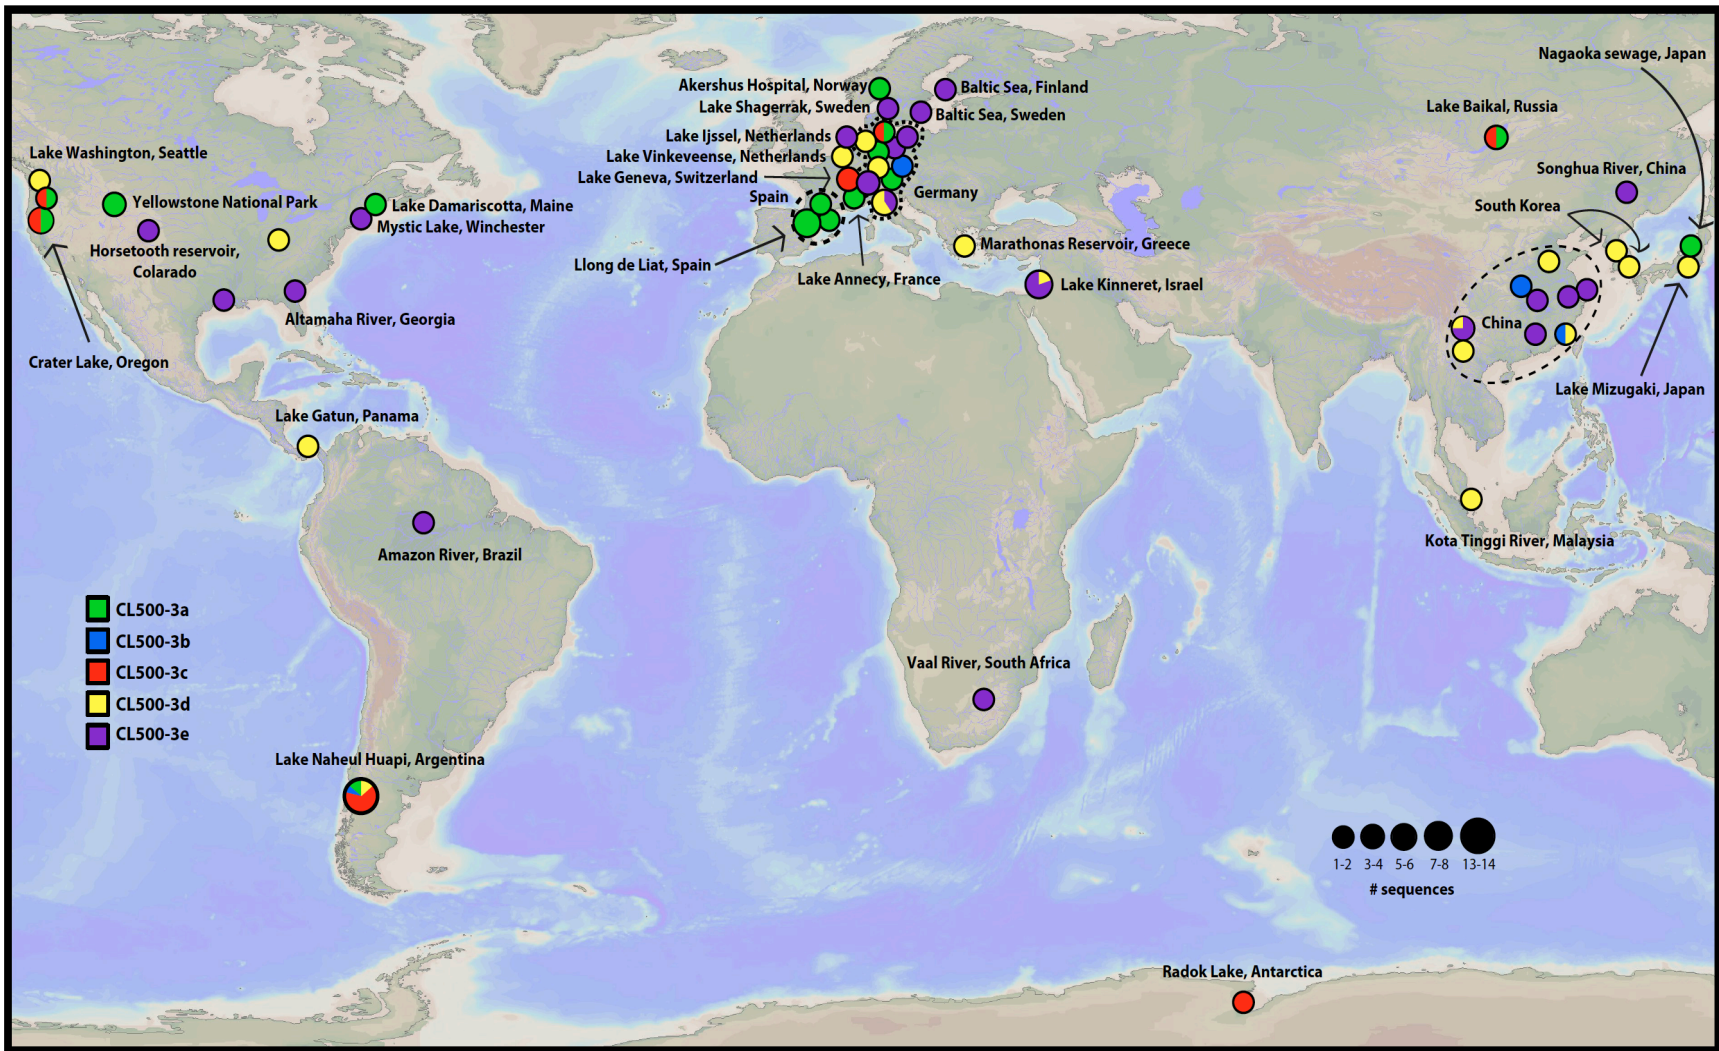 Nagaoka sewage, Japan
Akershus Hospital, Norway
Baltic Sea, Finland
Lake Shagerrak, Sweden
Baltic Sea, Sweden
Lake Baikal, Russia
Lake Ijssel, Netherlands
Lake Washington, Seattle
Lake Vinkeveense, Netherlands
Songhua River, China
Lake Geneva, Switzerland
Germany
Spain
South Korea
Yellowstone National Park
Lake Damariscotta, Maine
Mystic Lake, Winchester
Horsetooth reservoir,
Colarado
Marathonas Reservoir, Greece
Llong de Liat, Spain
Lake Annecy, France
Lake Kinneret, Israel
Altamaha River, Georgia
China
Crater Lake, Oregon
Lake Mizugaki, Japan
Lake Gatun, Panama
Kota Tinggi River, Malaysia
Amazon River, Brazil
CL500-3a
CL500-3b
CL500-3c
CL500-3d
CL500-3e
Vaal River, South Africa
Lake Naheul Huapi, Argentina
1-2 3-4 5-6 7-8 13-14
# sequences
Radok Lake, Antarctica